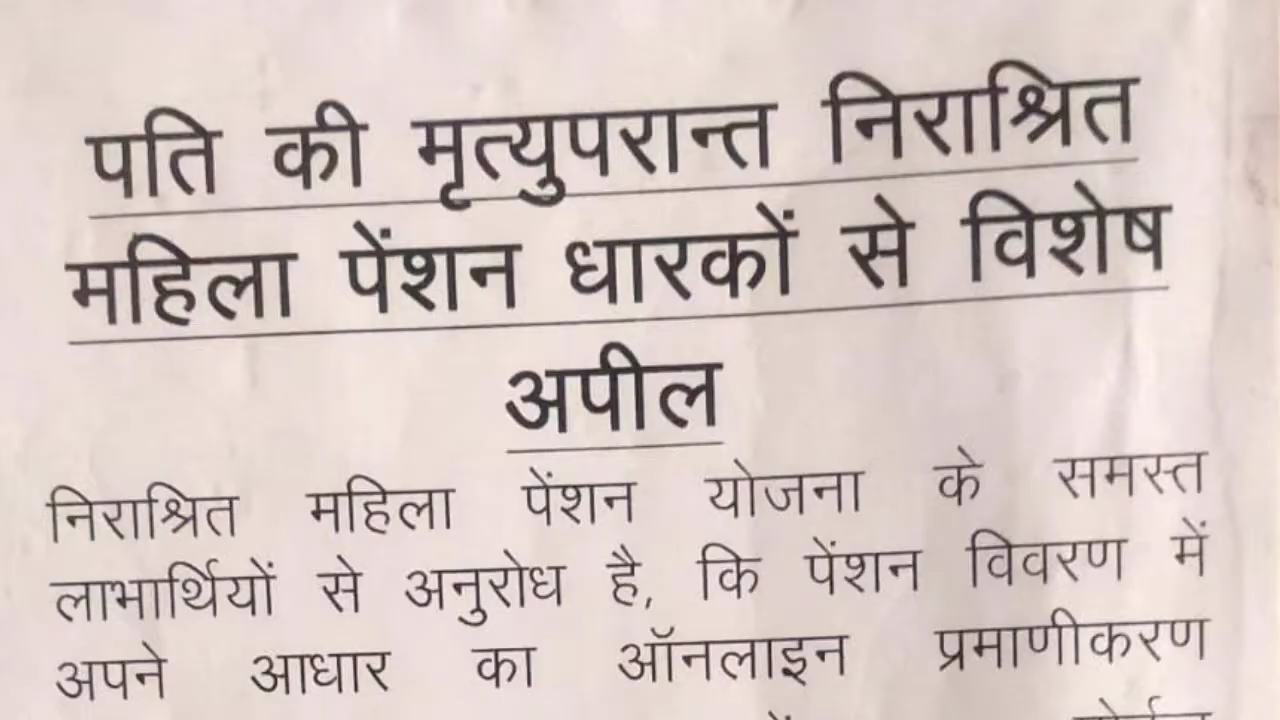 पति की मृत्युपरान्त निराश्रित
महिला पेंशन धारकों से विशेष
अपील
निराश्रित महिला पेंशन योजना के समस्त
लाभार्थियों से अनुरोध है, कि पेंशन विवरण में
अपने आधार का ऑनलाइन प्रमाणीकरण